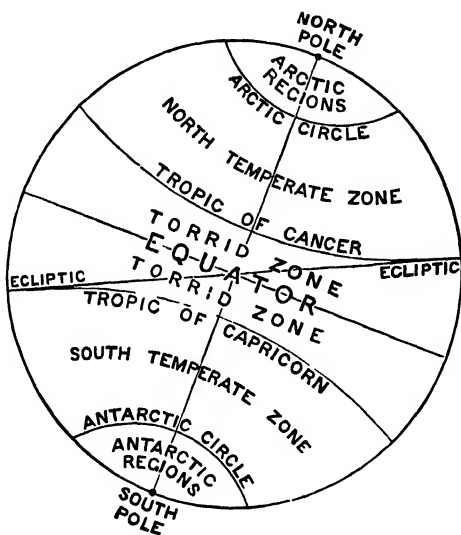 NORTH
POLE
ARCTIC
REGIONS
ARCTIC CIRCLE
NORTH TEMPERATE ZONE
TROPIC OF CANCER
TORRID ZONE
EQUATOR
ECLIPTIC
ECLIPTIC
TORRID ZONE
TROPIC OF CAPRICORN
SOUTH TEMPERATE ZONE
ANTARCTIC CIRCLE
ANTARCTIC
REGIONS
SOUTH
POLE